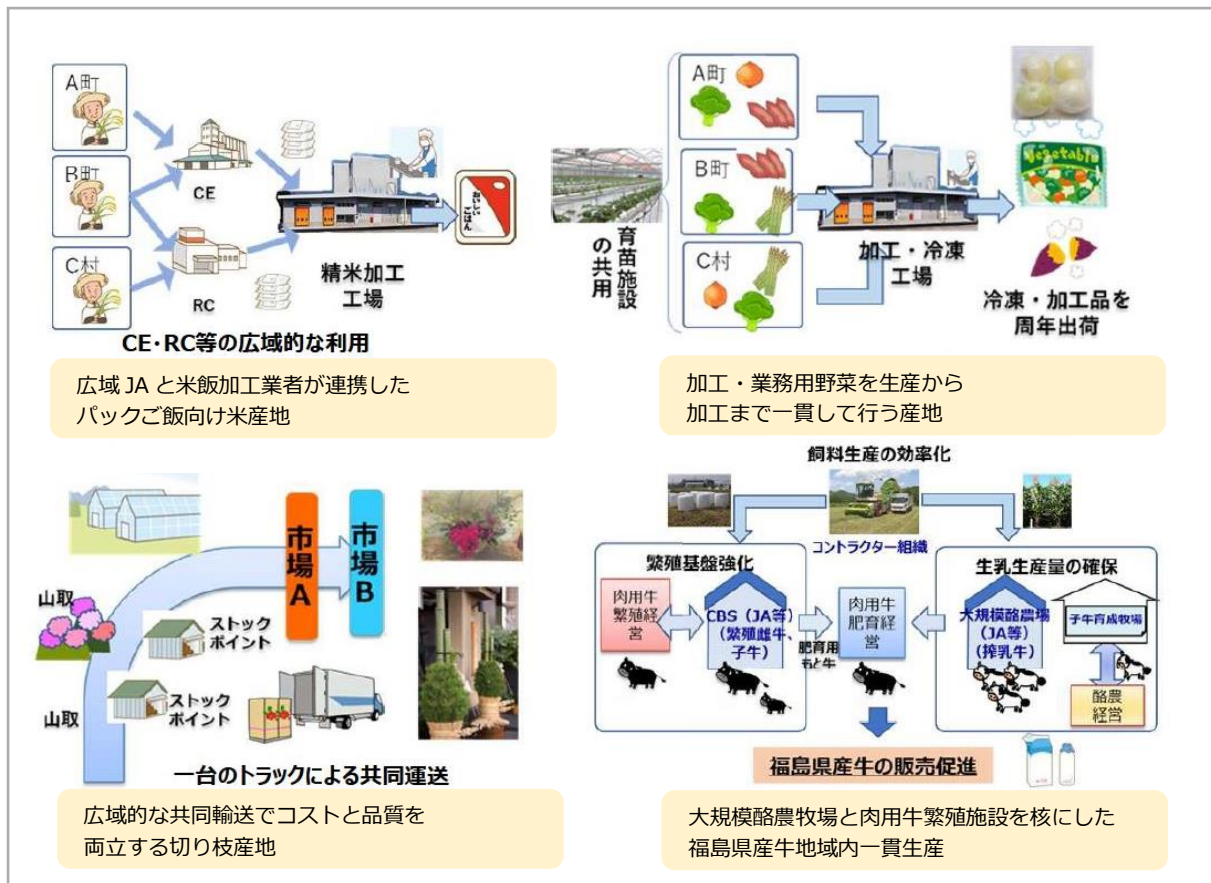 A町
B町
C村
CE
RC
精米加工
工場
おいしい
ごはん
CE・RC等の広域的な利用
広域 JA と米飯加工業者が連携した
パックご飯向け米産地
育苗施設
の共用
A町
B町
C村
加工・冷凍
工場
Vegetable
冷凍・加工品を
周年出荷
加工・業務用野菜を生産から
加工まで一貫して行う産地
山取
山取
ストック
ポイント
ストック
ポイント
市場A
市場B
一台のトラックによる共同運送
広域的な共同輸送でコストと品質を
両立する切り枝産地
飼料生産の効率化
コントラクター組織
繁殖基盤強化
肉用牛
繁殖経
営
CBS（JA等）
（繁殖雌牛、
子牛）
肥育用
もと牛
肉用牛
肥育経
営
生乳生産量の確保
大規模酪農場
（JA等）
（搾乳牛）
子牛育成牧場
酪農
経営
福島県産牛の販売促進
大規模酪農牧場と肉用牛繁殖施設を核にした
福島県産牛地域内一貫生産